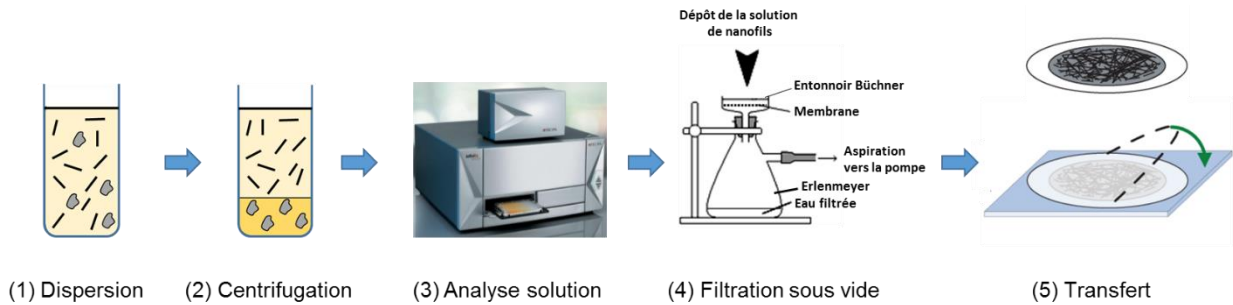 Dépôt de la solution
de nanofils
Entonnoir Büchner
Membrane
Aspiration
vers la pompe
Erlenmeyer
Eau filtrée
(1) Dispersion
(2) Centrifugation
(3) Analyse solution
(4) Filtration sous vide
(5) Transfert